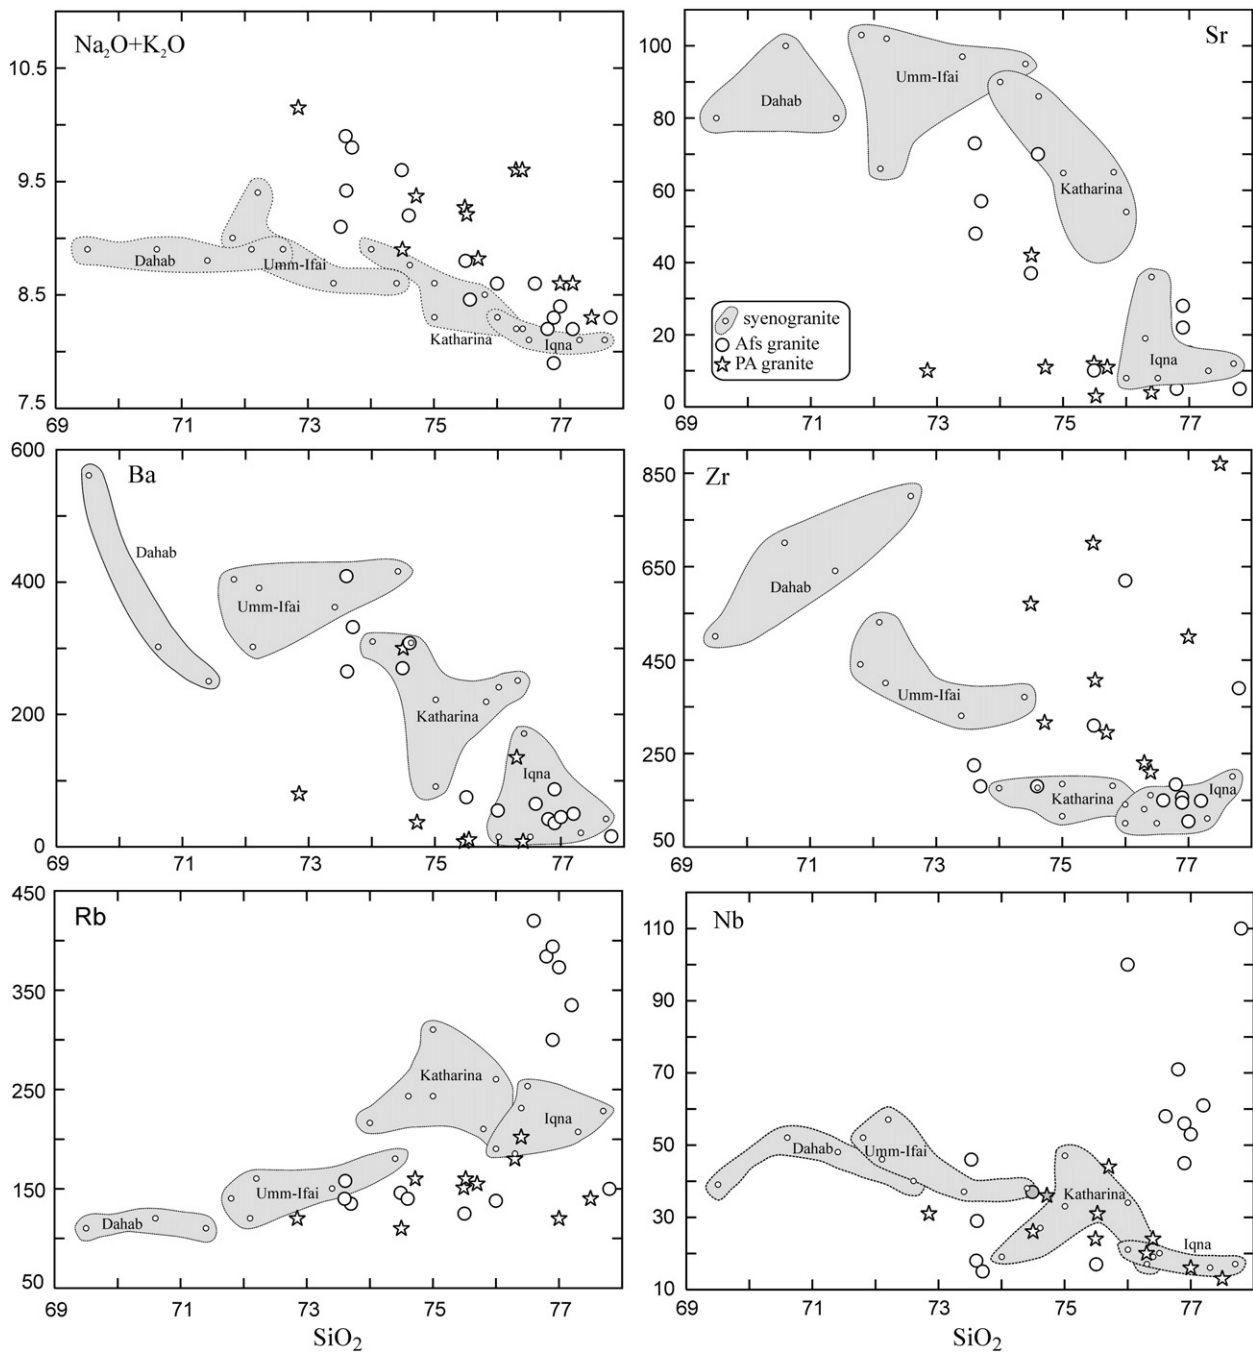 Na₂O+K₂O
10.5
9.5
8.5
7.5
Dahab
Umm-Ifai
Katharina
Iqna
69 71 73 75 77
Sr
100
80
60
40
20
0
Dahab
Umm-Ifai
Katharina
Iqna
syenogranite
Afs granite
PA granite
69 71 73 75 77
Ba
600
400
200
0
Dahab
Umm-Ifai
Katharina
Iqna
69 71 73 75 77
Zr
850
650
450
250
50
Dahab
Umm-Ifai
Katharina
Iqna
69 71 73 75 77
Rb
450
350
250
150
50
Dahab
Umm-Ifai
Katharina
Iqna
69 71 73 75 77
SiO₂
Nb
110
90
70
50
30
10
Dahab
Umm-Ifai
Katharina
Iqna
69 71 73 75 77
SiO₂